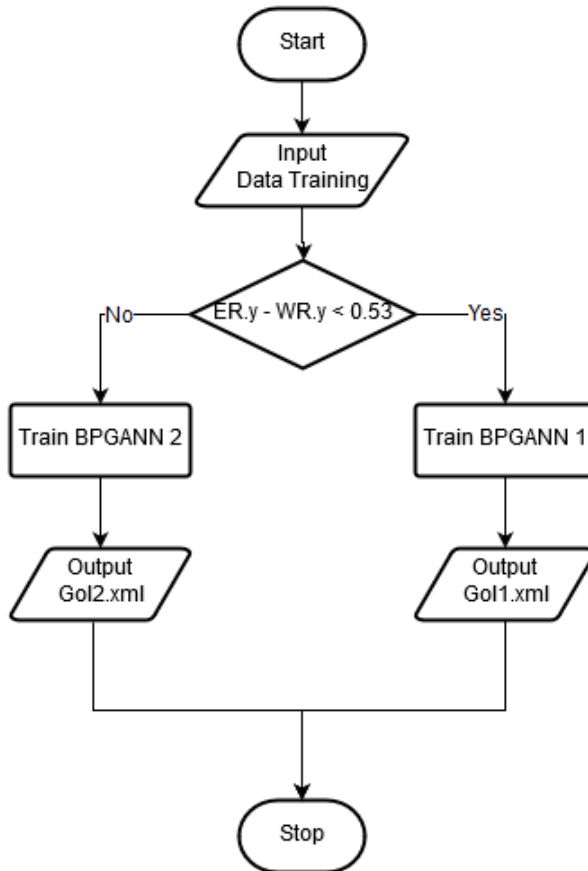 Start
Input
Data Training
ER.y - WR.y < 0.53
No
Yes
Train BPGANN 2
Train BPGANN 1
Output
Gol2.xml
Output
Gol1.xml
Stop